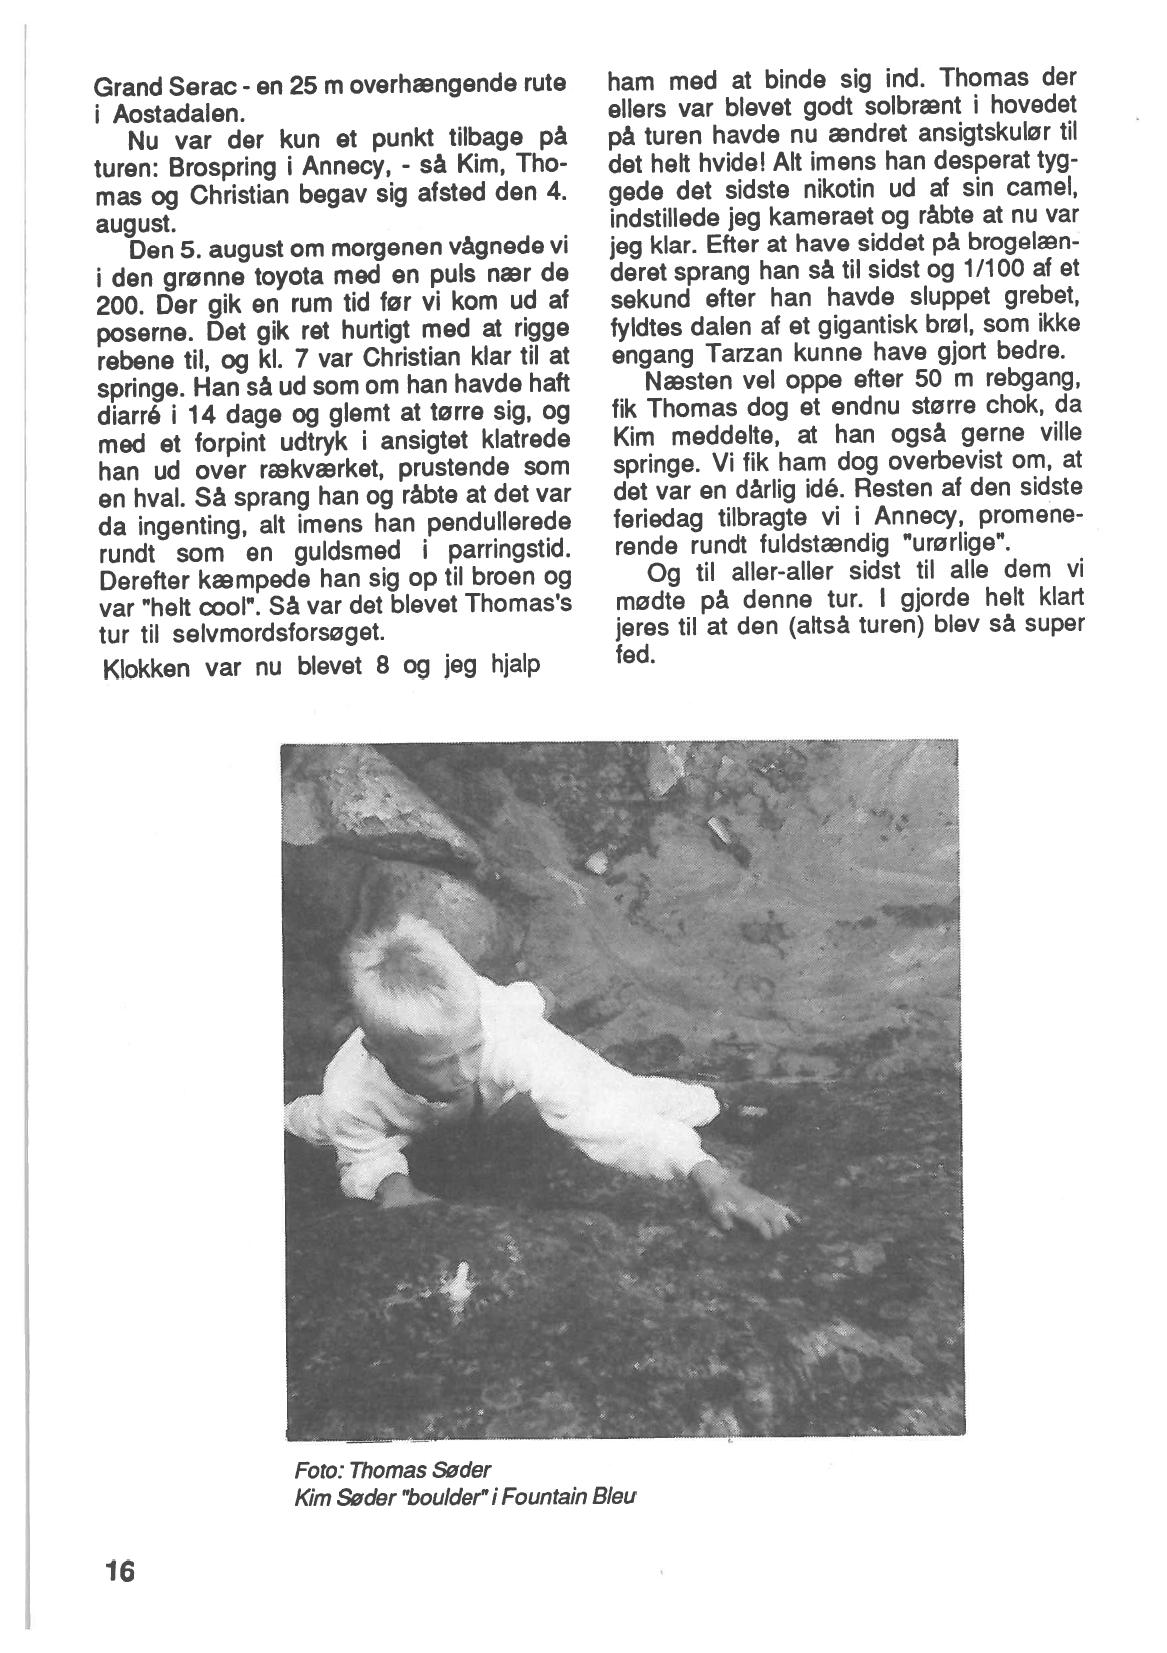 Grand Serac - en 25 m overhængende rute
i Aostadalen.
Nu var der kun et punkt tilbage på
turen: Brospring i Annecy, - så Kim, Tho-
mas og Christian begav sig afsted den 4.
august.
Den 5. august om morgenen vågnede vi
i den grønne toyota med en puls nær de
200. Der gik en rum tid før vi kom ud af
poserne. Det gik ret hurtigt med at rigge
rebene til, og kl. 7 var Christian klar til at
springe. Han så ud som om han havde haft
diarré i 14 dage og glemt at tørre sig, og
med et forpint udtryk i ansigtet klatrede
han ud over rækværket, prustende som
en hval. Så sprang han og råbte at det var
da ingenting, alt imens han pendullerede
rundt som en guldsmed i parringstid.
Derefter kæmpede han sig op til broen og
var "helt cool". Så var det blevet Thomas's
tur til selvmordsforsøget.
Klokken var nu blevet 8 og jeg hjalp
ham med at binde sig ind. Thomas der
ellers var blevet godt solbrænt i hovedet
på turen havde nu ændret ansigtskulør til
det helt hvide! Alt imens han desperat tyg-
gede det sidste nikotin ud af sin camel,
indstillede jeg kameraet og råbte at nu var
jeg klar. Efter at have siddet på brogelæn-
deret sprang han så til sidst og 1/100 af et
sekund efter han havde sluppet grebet,
fyldtes dalen af et gigantisk brøl, som ikke
engang Tarzan kunne have gjort bedre.
Næsten vel oppe efter 50 m rebgang,
fik Thomas dog et endnu større chok, da
Kim meddelte, at han også gerne ville
springe. Vi fik ham dog overbevist om, at
det var en dårlig idé. Resten af den sidste
feriedag tilbragte vi i Annecy, promene-
rende rundt fuldstændig "urørlige".
Og til aller-aller sidst til alle dem vi
mødte på denne tur. I gjorde helt klart
jeres til at den (altså turen) blev så super
fed.
Foto: Thomas Søder
Kim Søder "boulder" i Fountain Bleu
16